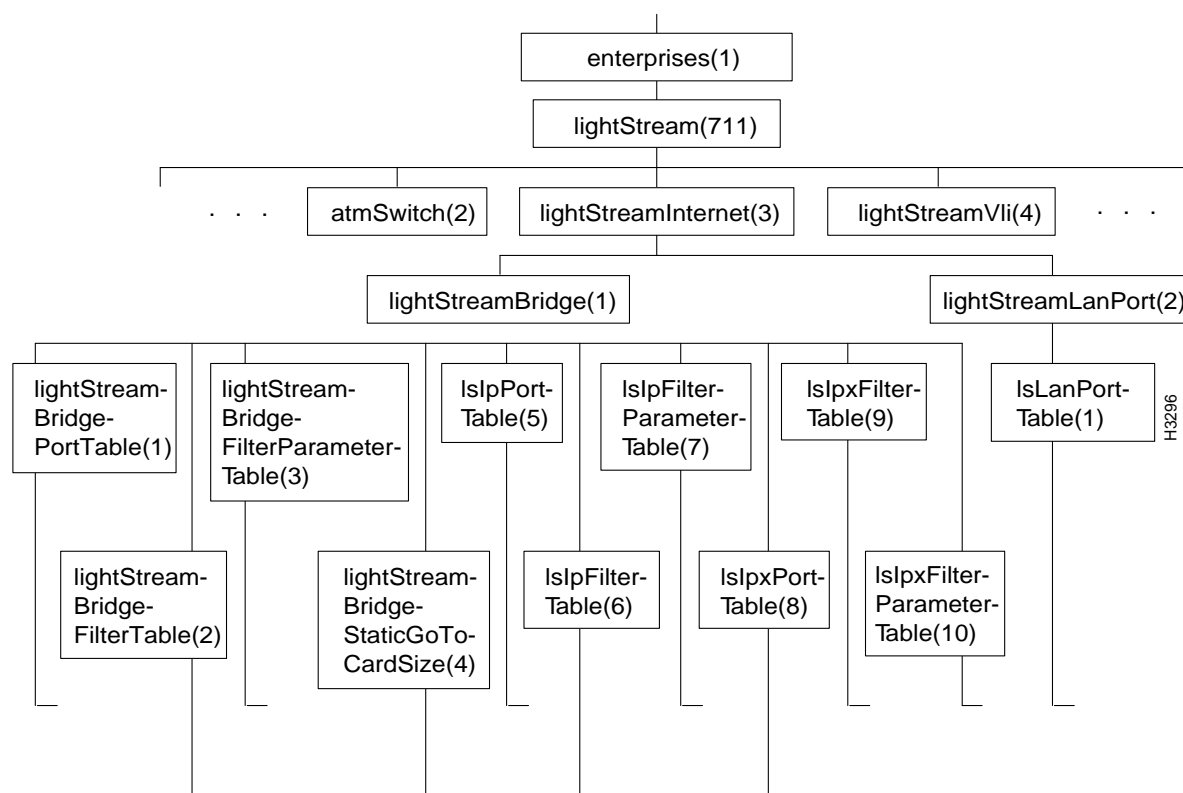 enterprises(1)
lightStream(711)
. . .
atmSwitch(2)
lightStreamInternet(3)
lightStreamVli(4)
. . .
lightStreamBridge(1)
lightStreamLanPort(2)
lightStream-
Bridge-
PortTable(1)
lightStream-
Bridge-
FilterParameter-
Table(3)
lsIpPort-
Table(5)
lsIpFilter-
Parameter-
Table(7)
lsIpxFilter-
Table(9)
lsLanPort-
Table(1)
H3296
lightStream-
Bridge-
FilterTable(2)
lightStream-
Bridge-
StaticGoTo-
CardSize(4)
lsIpFilter-
Table(6)
lsIpxPort-
Table(8)
lsIpxFilter-
Parameter-
Table(10)